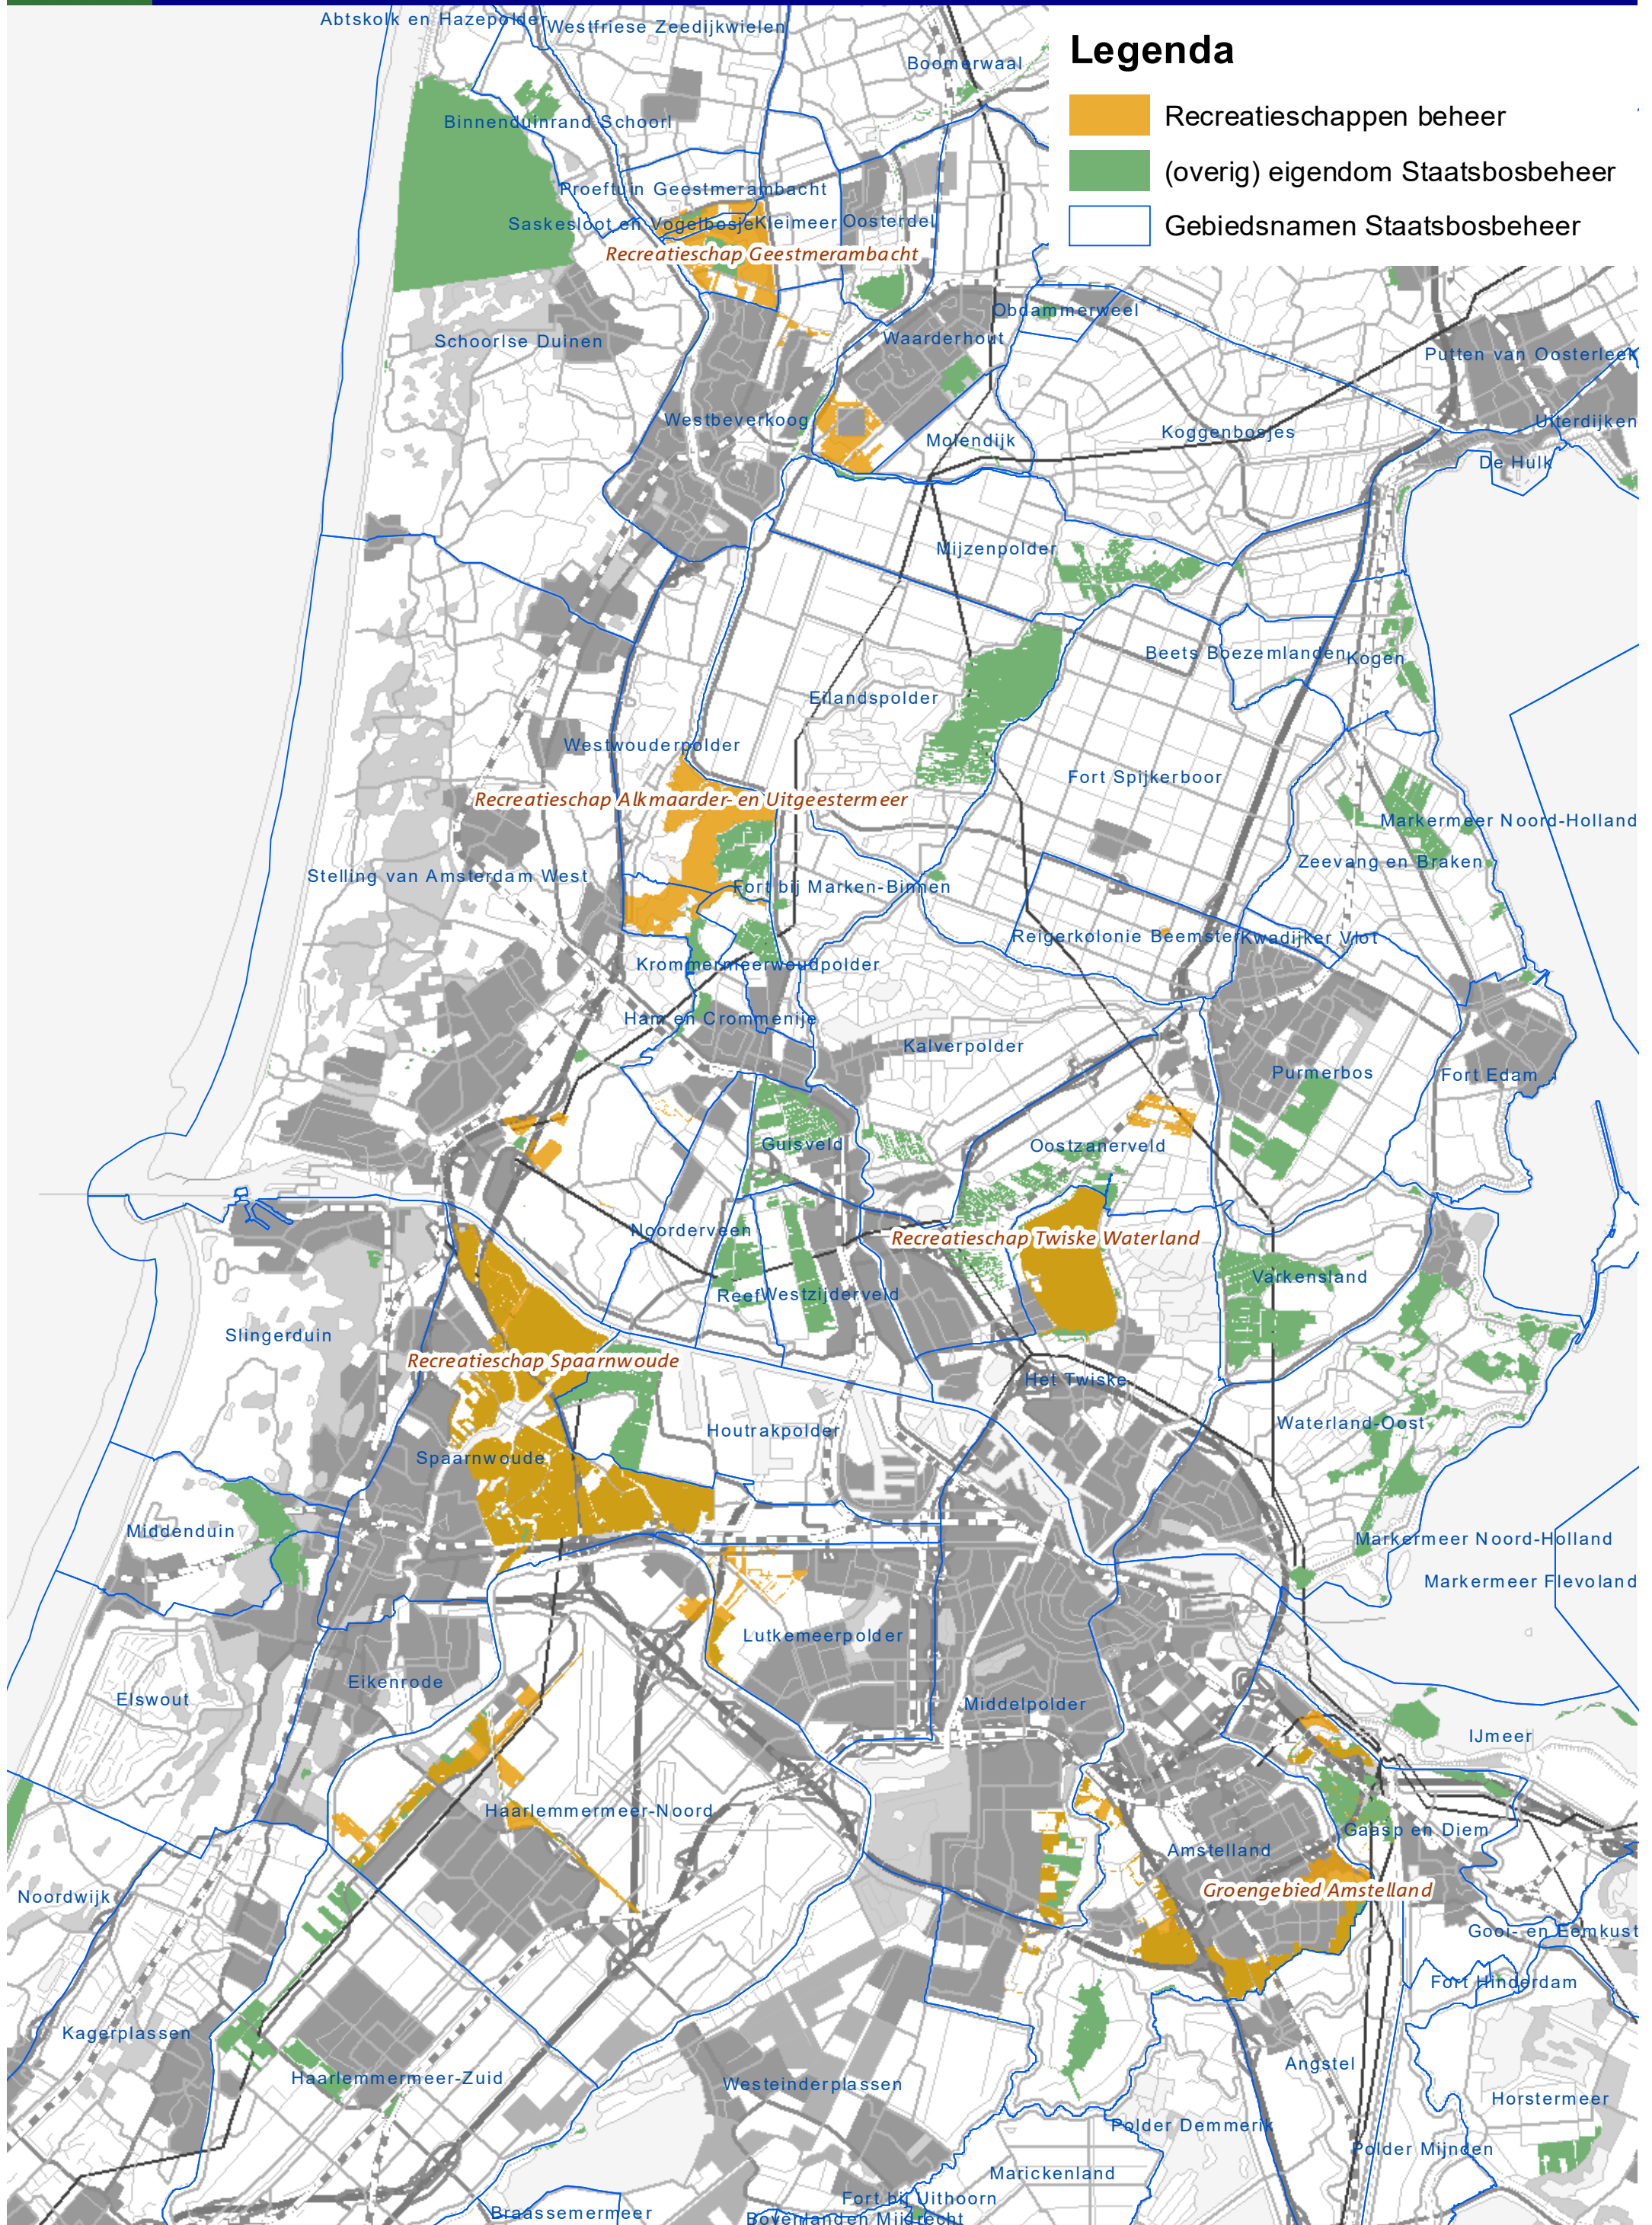 Abtskolk en Hazepolder
Westfriese Zeedijkwielen
Boomerwaal
Legenda
Recreatieschappen beheer
(overig) eigendom Staatsbosbeheer
Gebiedsnamen Staatsbosbeheer
Binnenduinrand Schoorl
Proeftuin Geestmerambacht
Saskesloot en Vogelbosje
Kleimeer
Oosterdel
Recreatieschap Geestmerambacht
Obdammerweel
Schoorlse Duinen
Waarderhout
Putten van Oosterleek
Westbeverkoog
Molendijk
Koggenbosjes
Uiterdijken
De Hulk
Mijzenpolder
Beets Boezemlanden
Kogen
Eilandspolder
Westwouderpolder
Fort Spijkerboor
Recreatieschap Alkmaarder- en Uitgeestermeer
Markermeer Noord-Holland
Zeevang en Braken
Stelling van Amsterdam West
Fort bij Marken-Binnen
Reigerkolonie Beemster
Kwadijker Vlot
Krommernieerwoudpolder
Ham en Crommenije
Kalverpolder
Purmerbos
Fort Edam
Guisveld
Oostzanerveld
Noorderveen
Recreatieschap Twiske Waterland
Varkensland
Reef
Westzijderveld
Slingerduin
Recreatieschap Spaarnwoude
Het Twiske
Houtrakpolder
Waterland-Oost
Spaarnwoude
Middenduin
Markermeer Noord-Holland
Markermeer Flevoland
Lutkemeerpolder
Eikenrode
Elswout
Middelpolder
IJmeer
Haarlemmermeer-Noord
Gaasp en Diem
Amstelland
Noordwijk
Groengebied Amstelland
Gooi- en Eemkust
Fort Hinderdam
Kagerplassen
Angstel
Haarlemmermeer-Zuid
Westeinderplassen
Horstermeer
Polder Demmerik
Polder Mijnden
Marickenland
Fort bij Uithoorn
Braassemermeer
Bovenlanden Mijdrecht